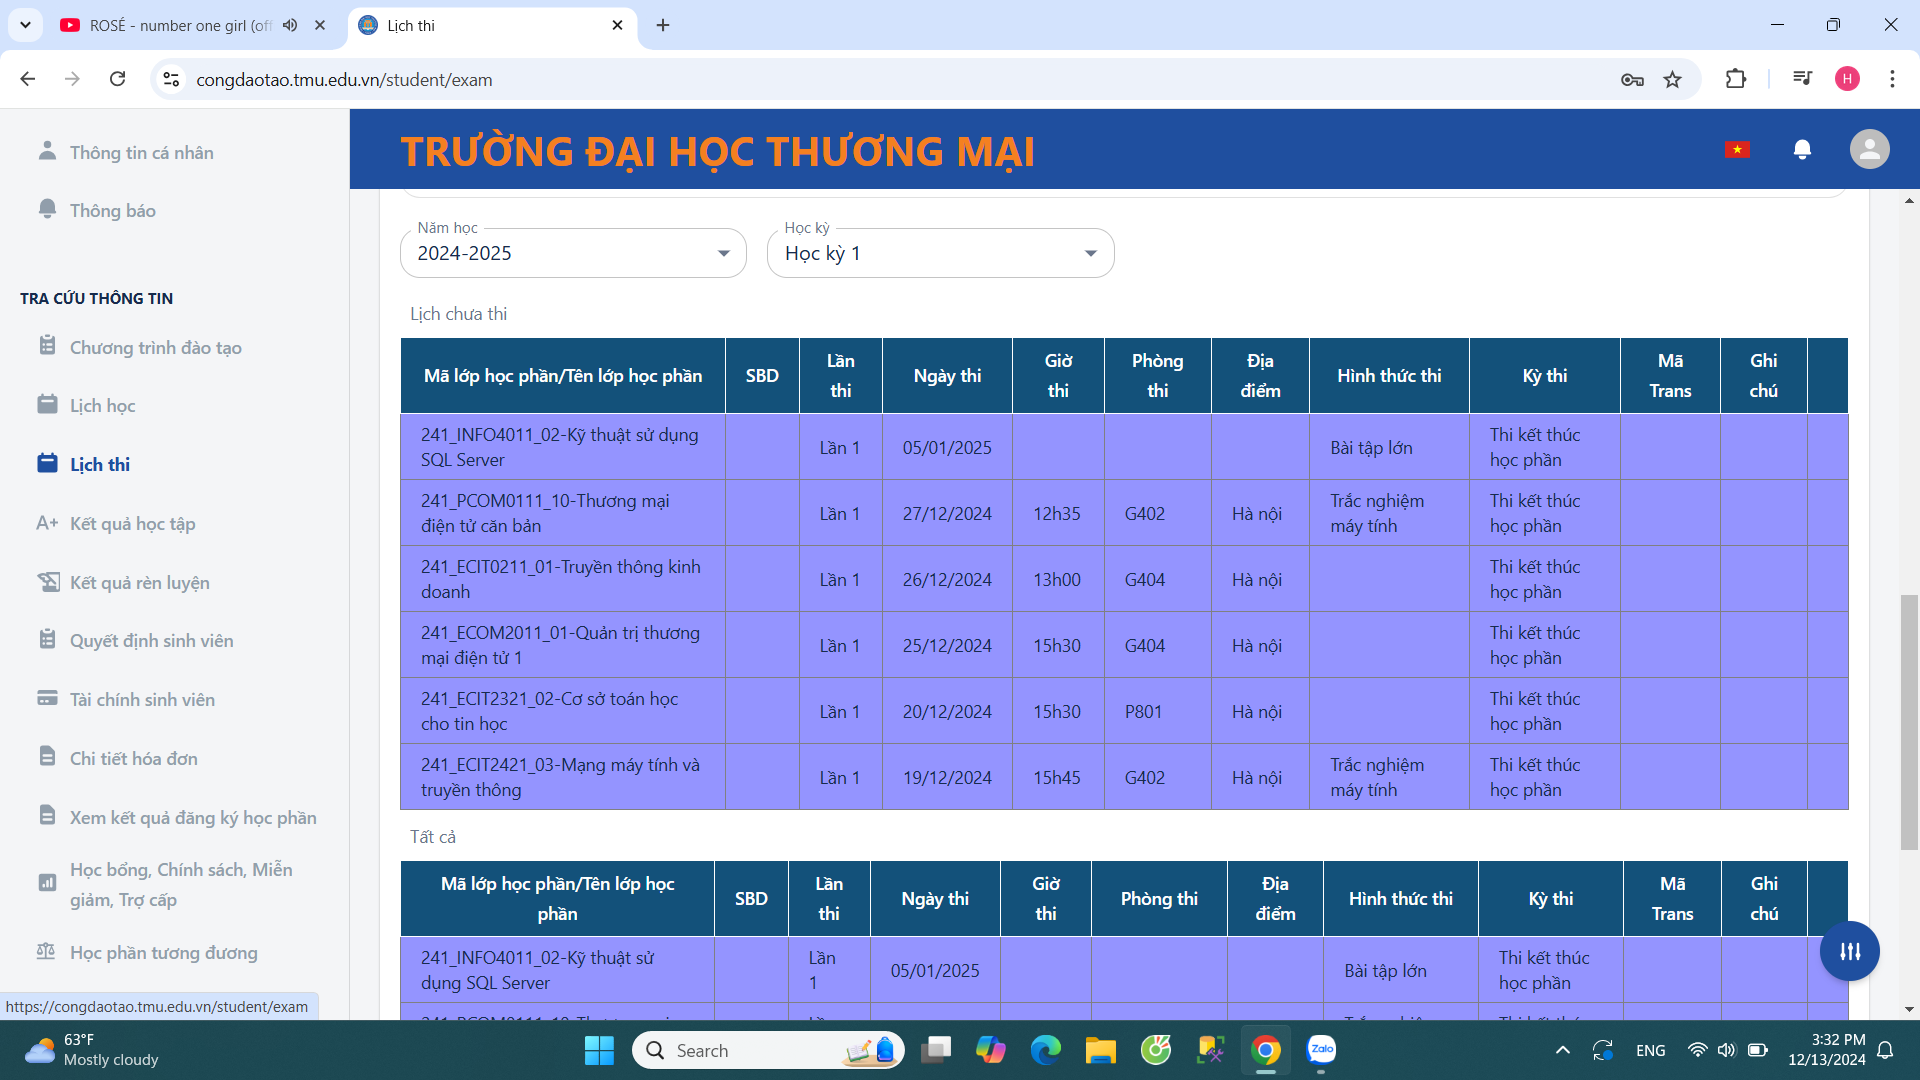 ROSÉ - number one girl (off
Lịch thi
congdaotao.tmu.edu.vn/student/exam
H
Thông tin cá nhân
Thông báo
TRA CỨU THÔNG TIN
Chương trình đào tạo
Lịch học
Lịch thi
A+ Kết quả học tập
Kết quả rèn luyện
Quyết định sinh viên
Tài chính sinh viên
Chi tiết hóa đơn
Xem kết quả đăng ký học phần
Học bổng, Chính sách, Miễn
giảm, Trợ cấp
Học phần tương đương
https://congdaotao.tmu.edu.vn/student/exam
TRƯỜNG ĐẠI HỌC THƯƠNG MẠI
Năm học
2024-2025
Học kỳ
Học kỳ 1
Lịch chưa thi
Mã lớp học phần/Tên lớp học phần
SBD
Lần
thi
Ngày thi
Giờ
thi
Phòng
thi
Địa
điểm
Hình thức thi
Kỳ thi
Mã
Trans
Ghi
chú
241_INFO4011_02-Kỹ thuật sử dụng
SQL Server
Lần 1
05/01/2025
Bài tập lớn
Thi kết thúc
học phần
241_PCOM0111_10-Thương mại
điện tử căn bản
Lần 1
27/12/2024
12h35
G402
Hà nội
Trắc nghiệm
máy tính
Thi kết thúc
học phần
241_ECIT0211_01-Truyền thông kinh
doanh
Lần 1
26/12/2024
13h00
G404
Hà nội
Thi kết thúc
học phần
241_ECOM2011_01-Quản trị thương
mại điện tử 1
Lần 1
25/12/2024
15h30
G404
Hà nội
Thi kết thúc
học phần
241_ECIT2321_02-Cơ sở toán học
cho tin học
Lần 1
20/12/2024
15h30
P801
Hà nội
Thi kết thúc
học phần
241_ECIT2421_03-Mạng máy tính và
truyền thông
Lần 1
19/12/2024
15h45
G402
Hà nội
Trắc nghiệm
máy tính
Thi kết thúc
học phần
Tất cả
Mã lớp học phần/Tên lớp học
phần
SBD
Lần
thi
Ngày thi
Giờ
thi
Phòng thi
Địa
điểm
Hình thức thi
Kỳ thi
Mã
Trans
Ghi
chú
241_INFO4011_02-Kỹ thuật sử
dụng SQL Server
Lần
1
05/01/2025
Bài tập lớn
Thi kết thúc
học phần
63°F
Mostly cloudy
Search
Zalo
ENG
3:32 PM
12/13/2024